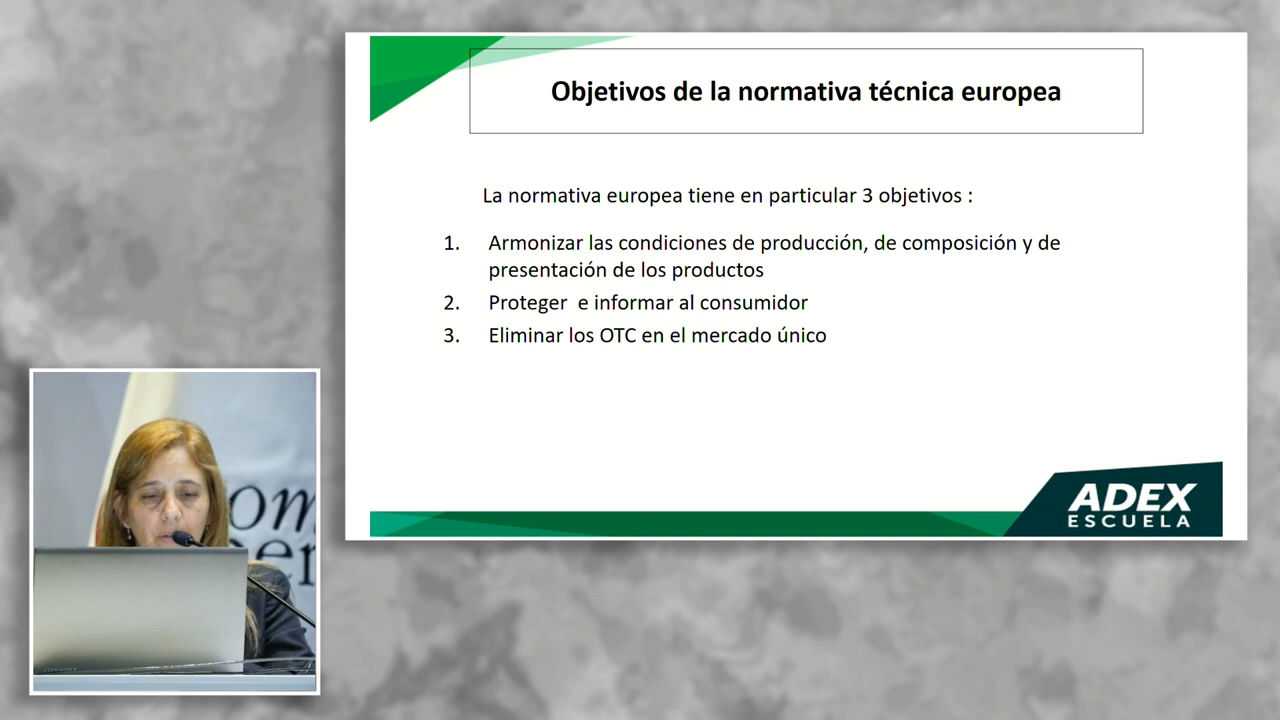 Objetivos de la normativa técnica europea
La normativa europea tiene en particular 3 objetivos :
1. Armonizar las condiciones de producción, de composición y de
presentación de los productos
2. Proteger e informar al consumidor
3. Eliminar los OTC en el mercado único
ADEX
ESCUELA